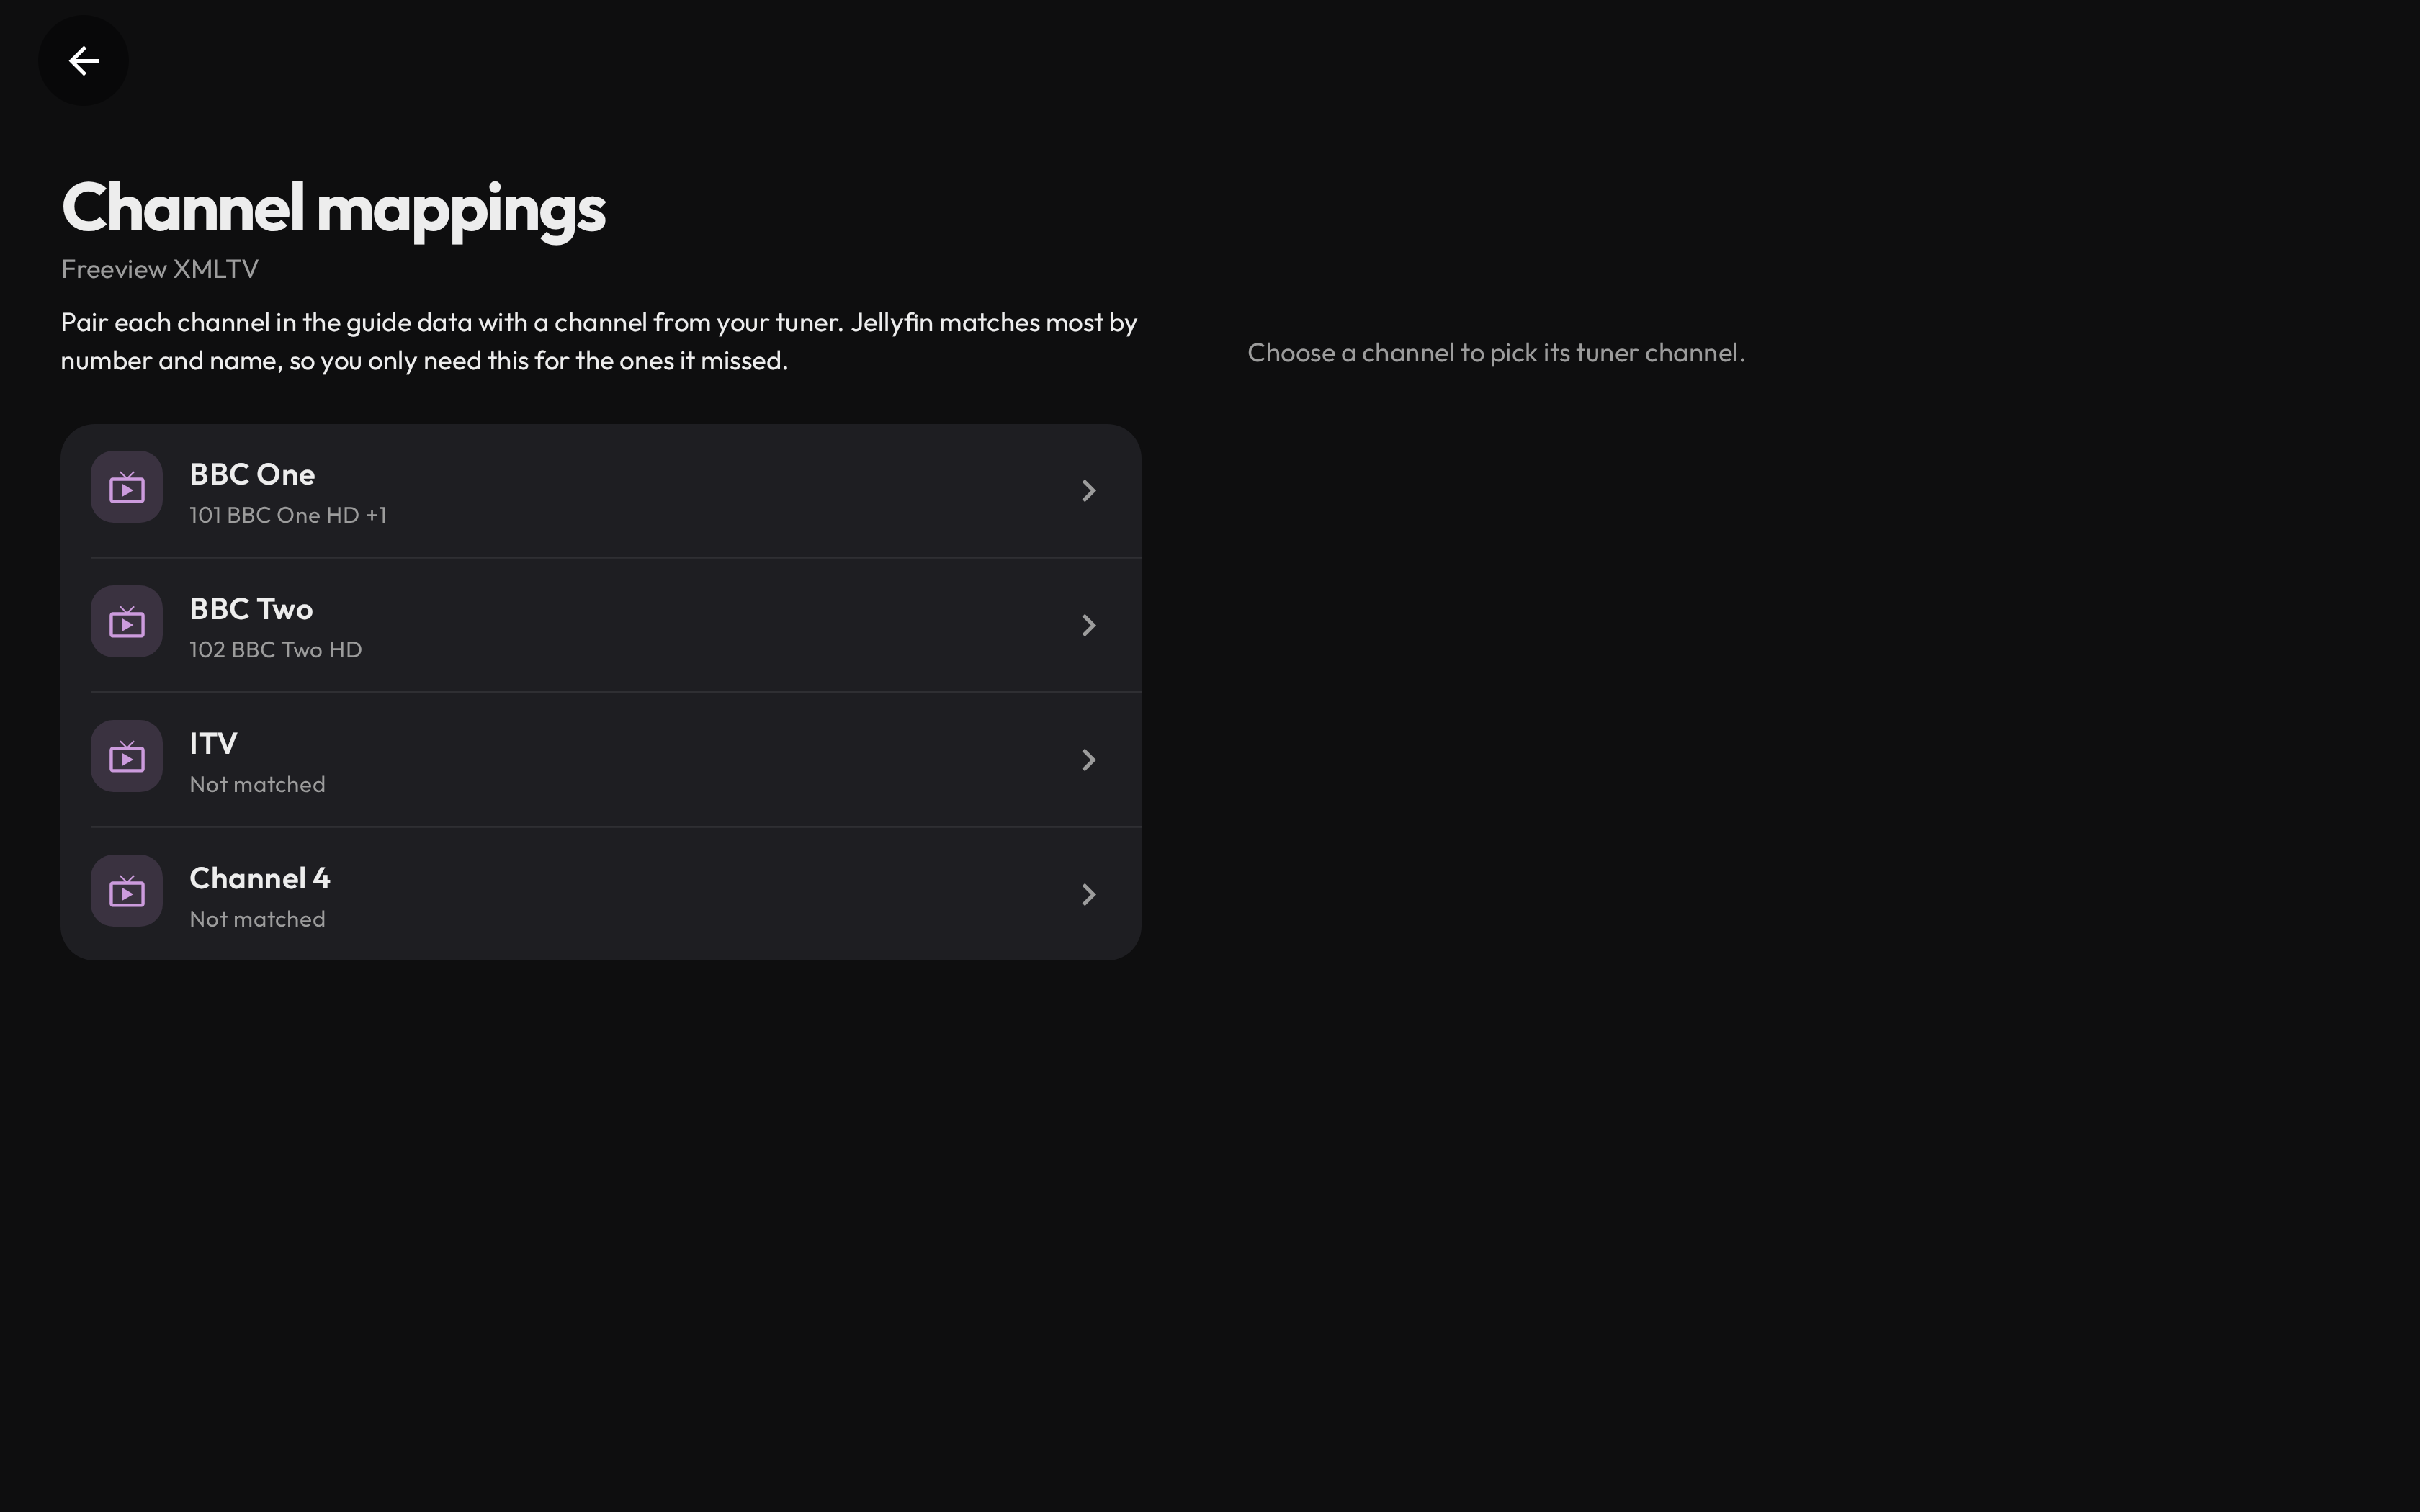 Channel mappings
Freeview XMLTV
Pair each channel in the guide data with a channel from your tuner. Jellyfin matches most by
number and name, so you only need this for the ones it missed.
Choose a channel to pick its tuner channel.
BBC One
101 BBC One HD +1
BBC Two
102 BBC Two HD
ITV
Not matched
Channel 4
Not matched